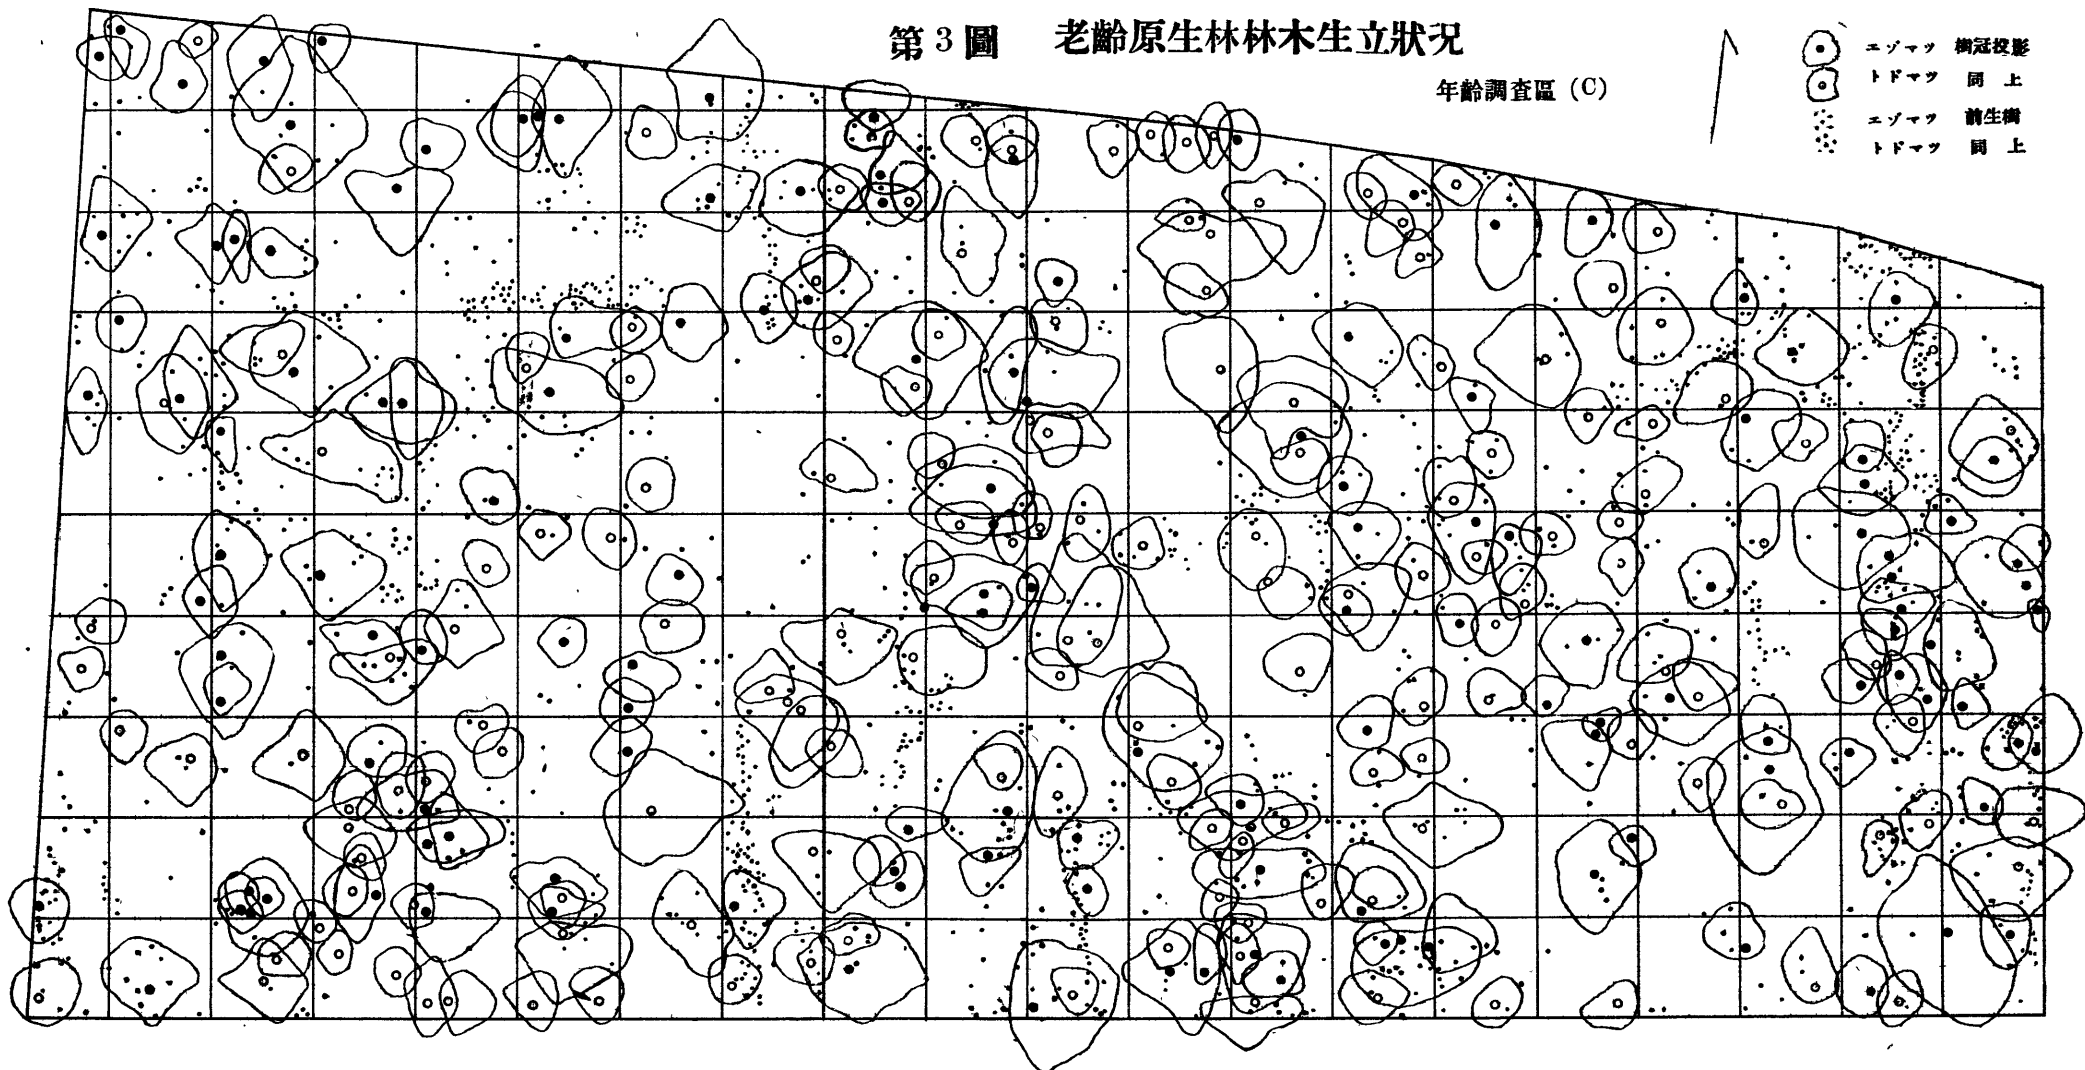 第3圖 老齡原生林林木生立狀況
年齡調査區 (C)
エゾマツ 樹冠投影
トドマツ 同上
エゾマツ 前生樹
トドマツ 同上